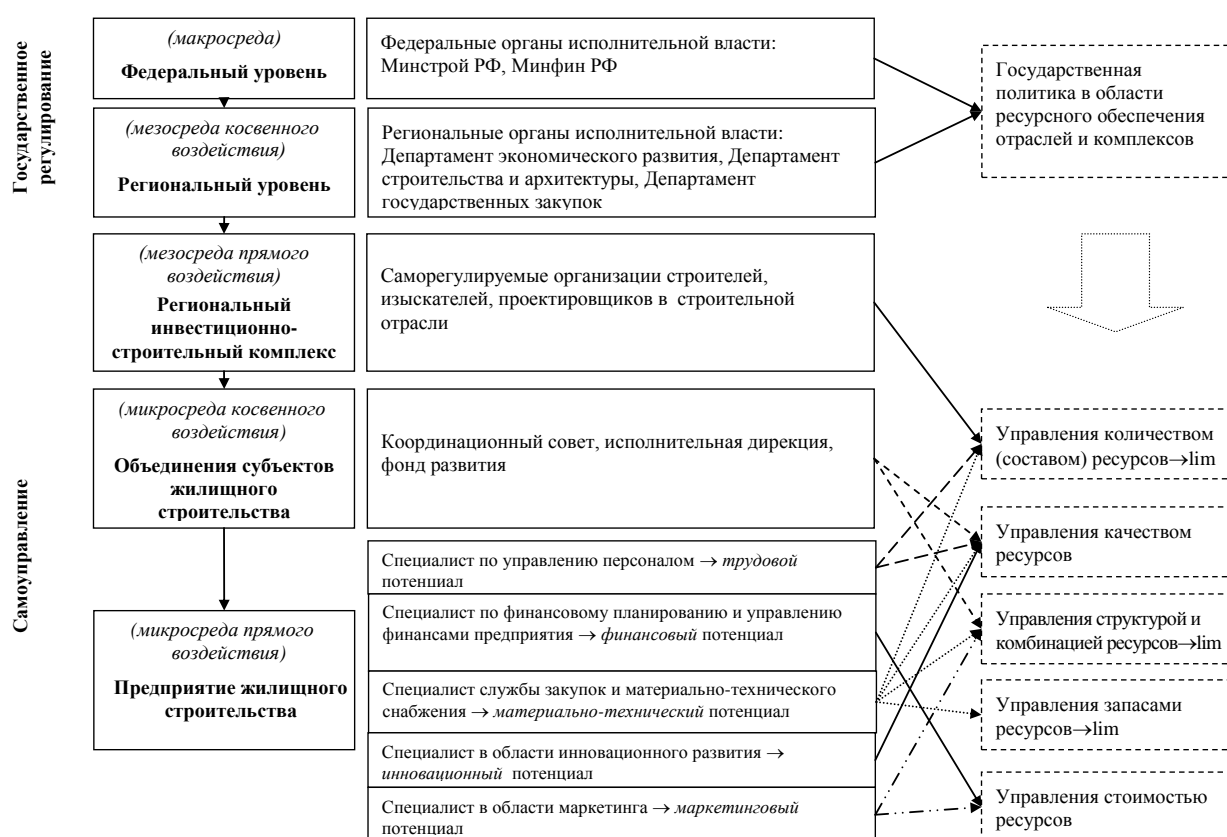 Государственное
регулирование
(макросреда)
Федеральный уровень
Федеральные органы исполнительной власти:
Минстрой РФ, Минфин РФ
Государственная
политика в области
ресурсного обеспечения
отраслей и комплексов
(мезосреда косвенного
воздействия)
Региональный уровень
Региональные органы исполнительной власти:
Департамент экономического развития, Департамент
строительства и архитектуры, Департамент
государственных закупок
Самоуправление
(мезосреда прямого
воздействия)
Региональный
инвестиционно-
строительный комплекс
Саморегулируемые организации строителей,
изыскателей, проектировщиков в строительной
отрасли
(микросреда косвенного
воздействия)
Объединения субъектов
жилищного
строительства
Координационный совет, исполнительная дирекция,
фонд развития
(микросреда прямого
воздействия)
Предприятие жилищного
строительства
Специалист по управлению персоналом → трудовой
потенциал
Специалист по финансовому планированию и управлению
финансами предприятия → финансовый потенциал
Специалист службы закупок и материально-технического
снабжения → материально-технический потенциал
Специалист в области инновационного развития →
инновационный потенциал
Специалист в области маркетинга → маркетинговый
потенциал
Управления количеством
(составом) ресурсов→lim
Управления качеством
ресурсов
Управления структурой и
комбинацией ресурсов→lim
Управления запасами
ресурсов→lim
Управления стоимостью
ресурсов